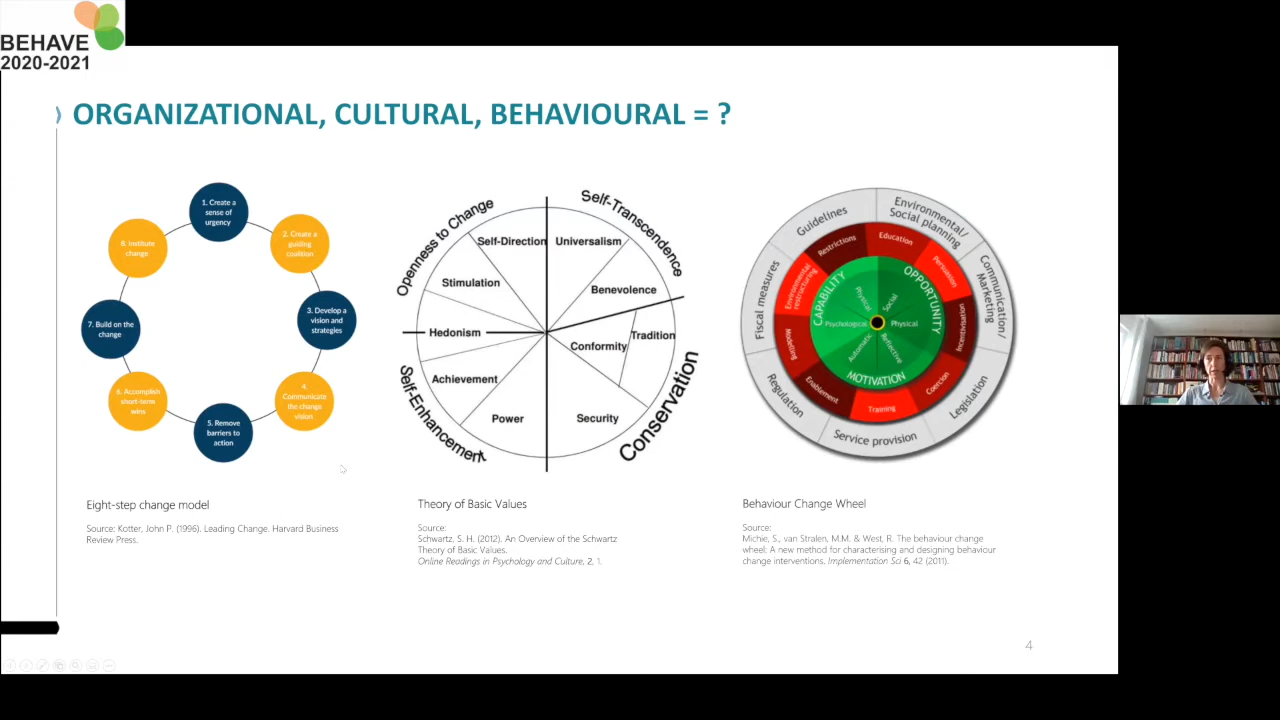 BEHAVE
2020-2021
ORGANIZATIONAL, CULTURAL, BEHAVIOURAL = ?
1. Create a
sense of
urgency
2. Create a
guiding
coalition
3. Develop a
vision and
strategies
4.
Communicate
the change
vision
5. Remove
barriers to
action
6. Accomplish
short-term
wins
7. Build on the
change
8. Institute
change
Eight-step change model
Source: Kotter, John P. (1996). Leading Change. Harvard Business
Review Press.
Openness to Change
Self-Transcendence
Self-Direction
Universalism
Stimulation
Benevolence
Hedonism
Tradition
Conformity
Achievement
Power
Security
Self-Enhancement
Conservation
Theory of Basic Values
Source:
Schwartz, S. H. (2012). An Overview of the Schwartz
Theory of Basic Values.
Online Readings in Psychology and Culture, 2, 1.
Guidelines
Environmental/
Social planning
Communication/
Marketing
Legislation
Service provision
Regulation
Fiscal measures
Restrictions
Education
Persuasion
Incentivisation
Coercion
Training
Enablement
Modelling
Environmental
restructuring
CAPABILITY
OPPORTUNITY
MOTIVATION
Physical
Social
Psychological
Physical
Automatic
Reflective
Behaviour Change Wheel
Source:
Michie, S., van Stralen, M.M. & West, R. The behaviour change
wheel: A new method for characterising and designing behaviour
change interventions. Implementation Sci 6, 42 (2011).
4